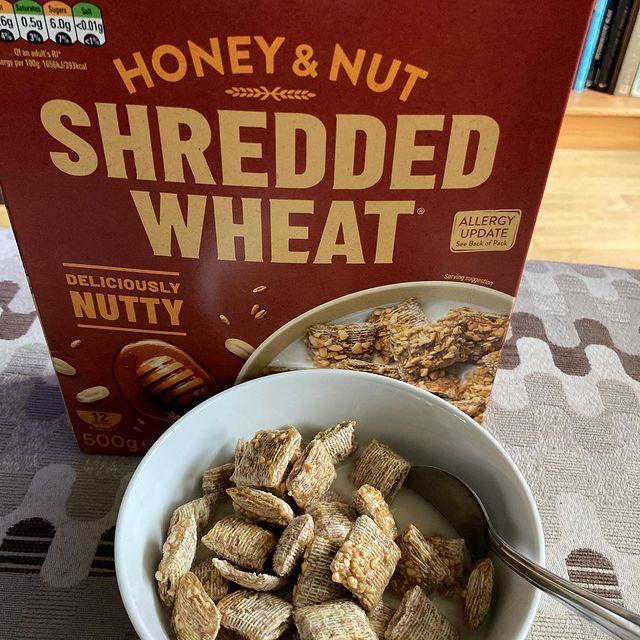 Saturates Sugars Salt
6g 0.5g 6.0g <0.01g
4% 3% 7% <1%
Of an adult's RI*
ergy per 100g: 1656kJ/393kcal
HONEY & NUT
SHREDDED
WHEAT®
ALLERGY
UPDATE
See Back of Pack
DELICIOUSLY
NUTTY
Serving suggestion
12
500g